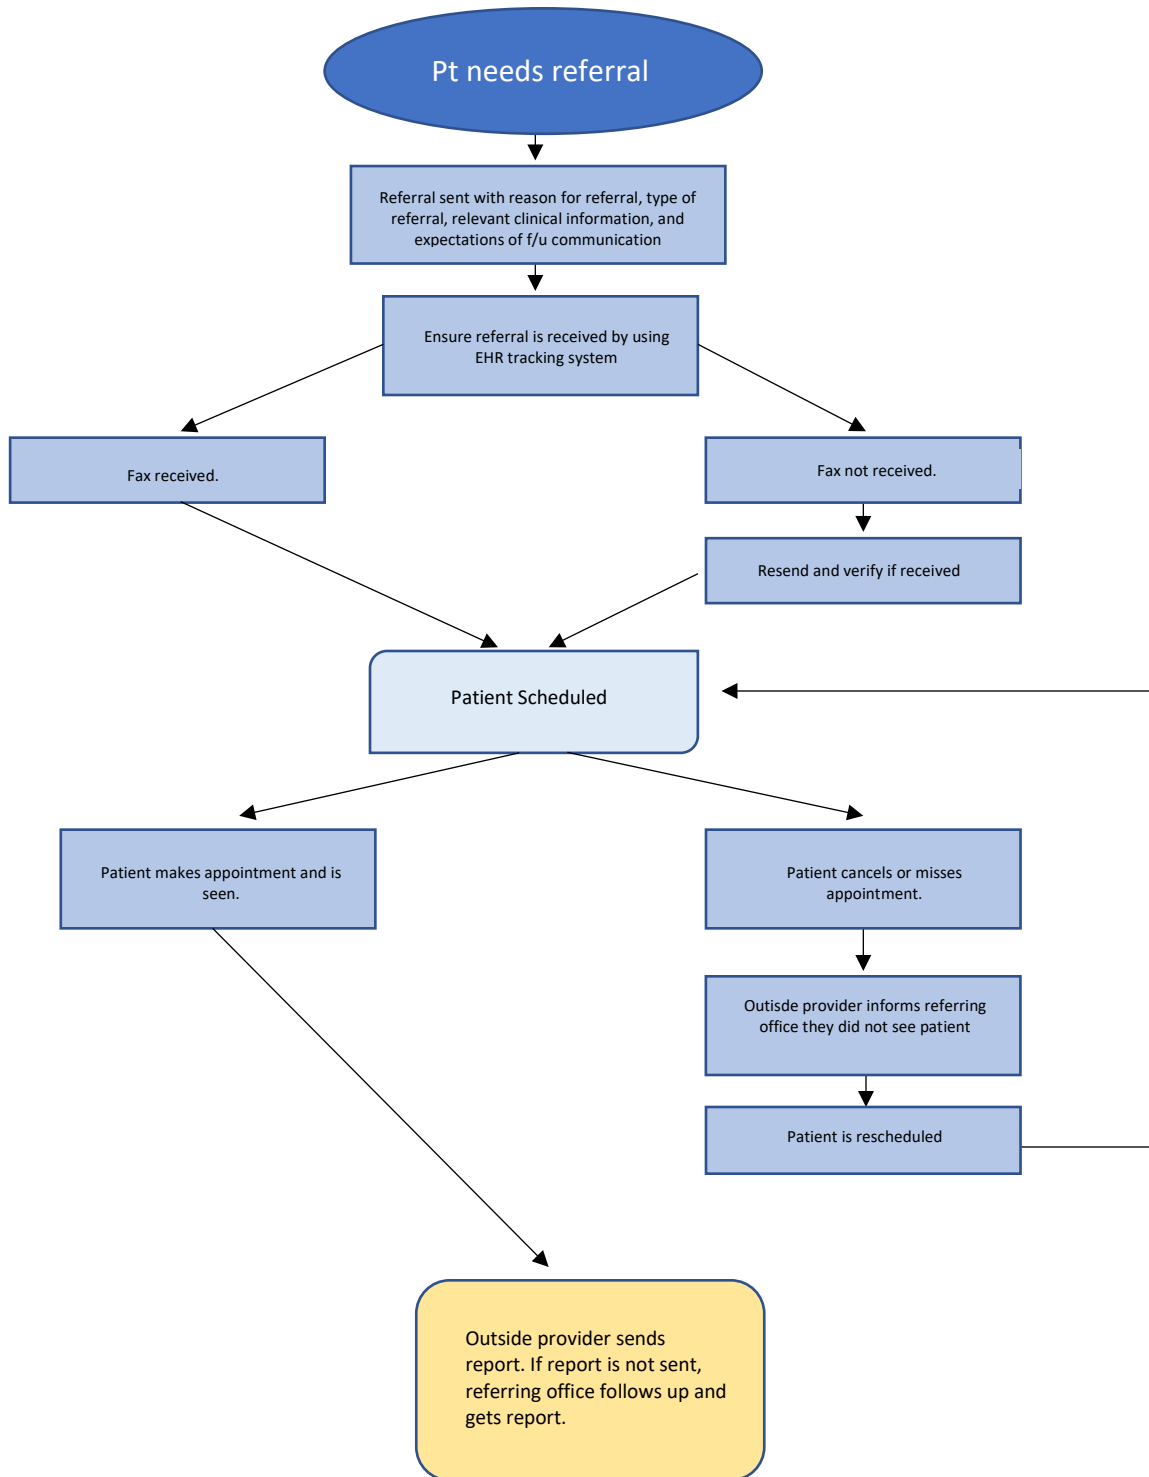 Pt needs referral
Referral sent with reason for referral, type of
referral, relevant clinical information, and
expectations of f/u communication
Ensure referral is received by using
EHR tracking system
Fax received.
Fax not received.
Resend and verify if received
Patient Scheduled
Patient makes appointment and is
seen.
Patient cancels or misses
appointment.
Outisde provider informs referring
office they did not see patient
Patient is rescheduled
Outside provider sends
report. If report is not sent,
referring office follows up and
gets report.